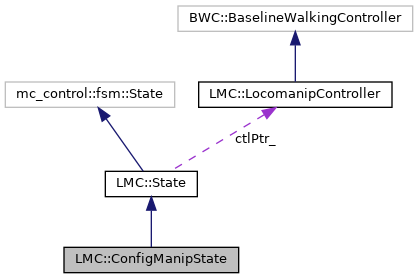 BWC::BaselineWalkingController
mc_control::fsm::State
LMC::LocomanipController
ctlPtr_
LMC::State
LMC::ConfigManipState